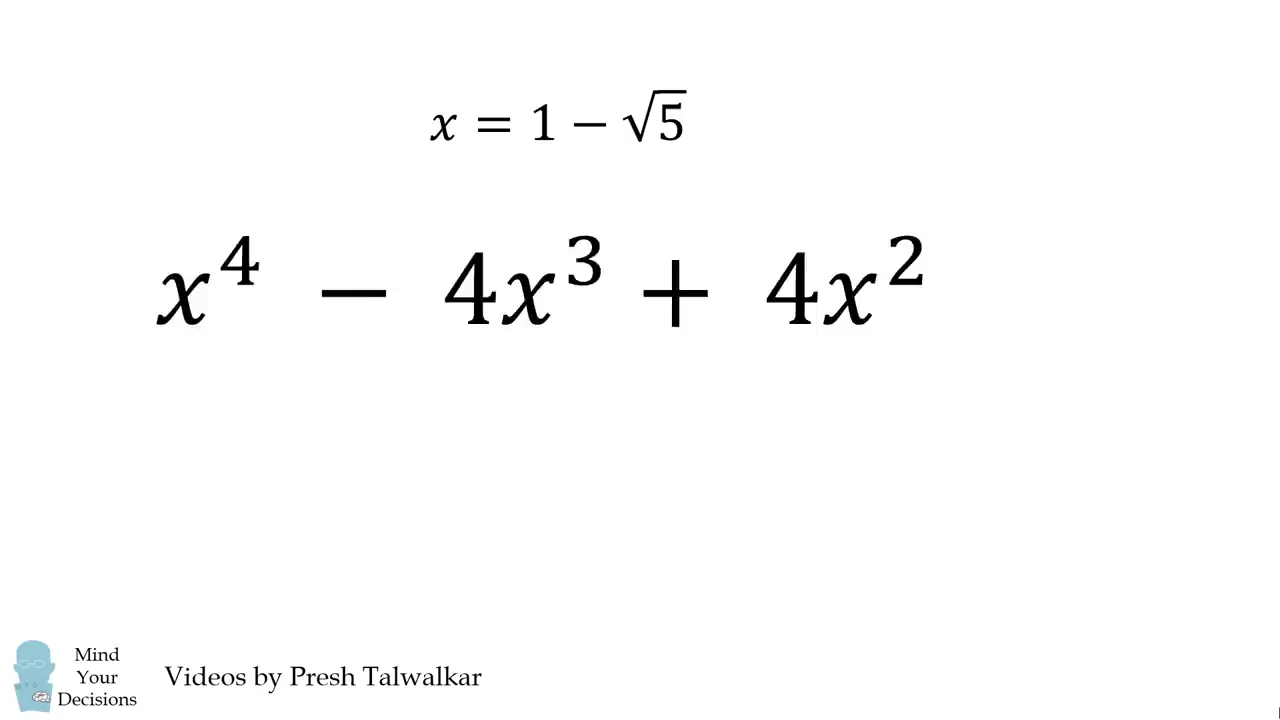 x = 1 − √5
x⁴ − 4x³ + 4x²
Mind
Your
Decisions
Videos by Presh Talwalkar